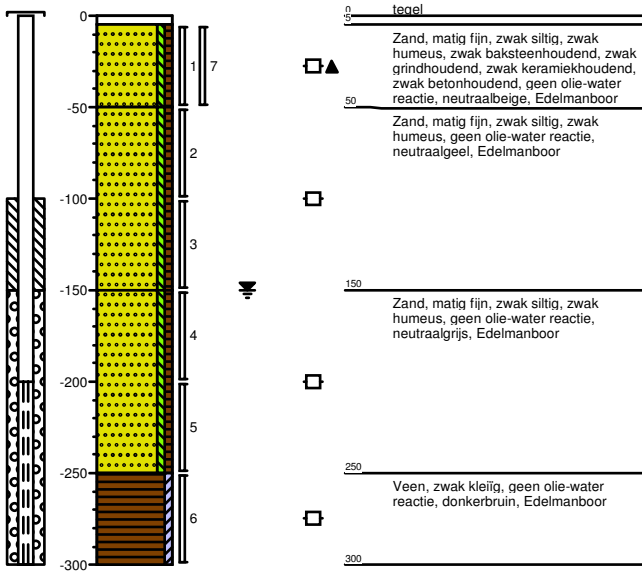 0
-50
-100
-150
-200
-250
-300
1
7
2
3
4
5
6
0
tegel
5
Zand, matig fijn, zwak siltig, zwak
humeus, zwak baksteenhoudend, zwak
grindhoudend, zwak keramiekhoudend,
zwak betonhoudend, geen olie-water
reactie, neutraalbeige, Edelmanboor
50
Zand, matig fijn, zwak siltig, zwak
humeus, geen olie-water reactie,
neutraalgeel, Edelmanboor
150
Zand, matig fijn, zwak siltig, zwak
humeus, geen olie-water reactie,
neutraalgrijs, Edelmanboor
250
Veen, zwak kleiïg, geen olie-water
reactie, donkerbruin, Edelmanboor
300